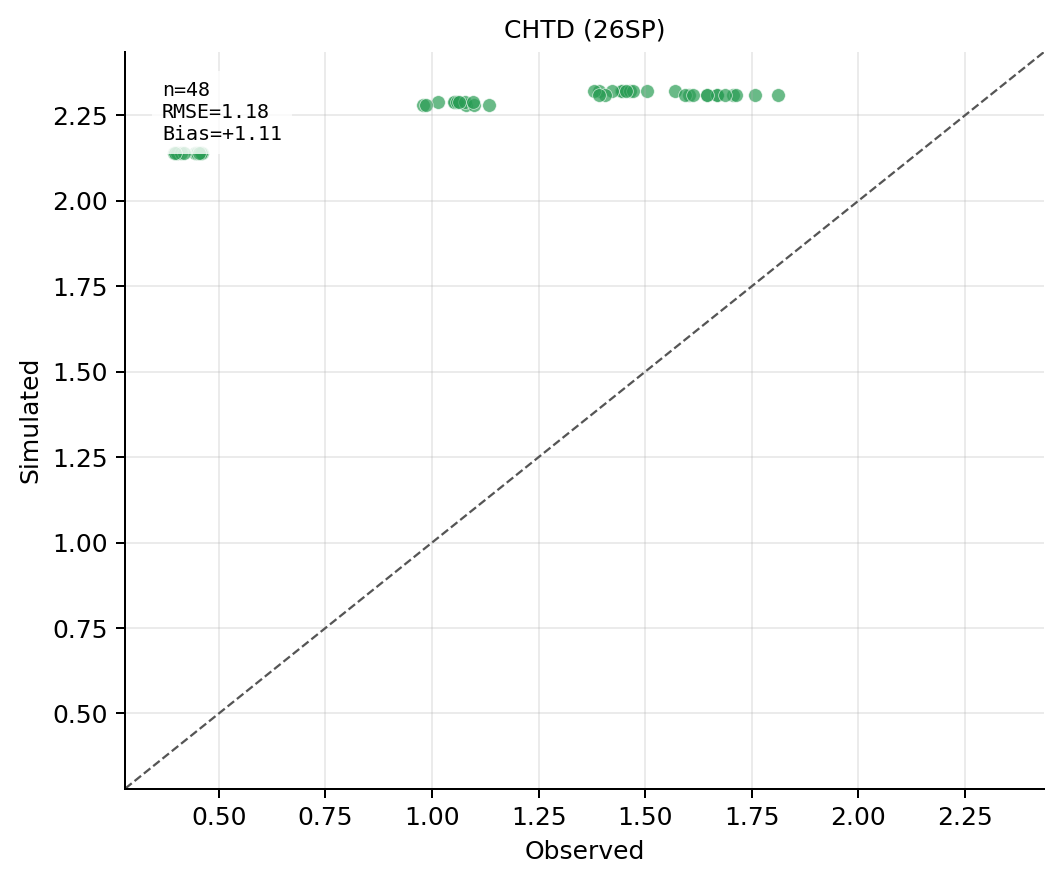 CHTD (26SP)
n=48
RMSE=1.18
Bias=+1.11
2.25
2.00
1.75
1.50
1.25
1.00
0.75
0.50
Simulated
0.50 0.75 1.00 1.25 1.50 1.75 2.00 2.25
Observed